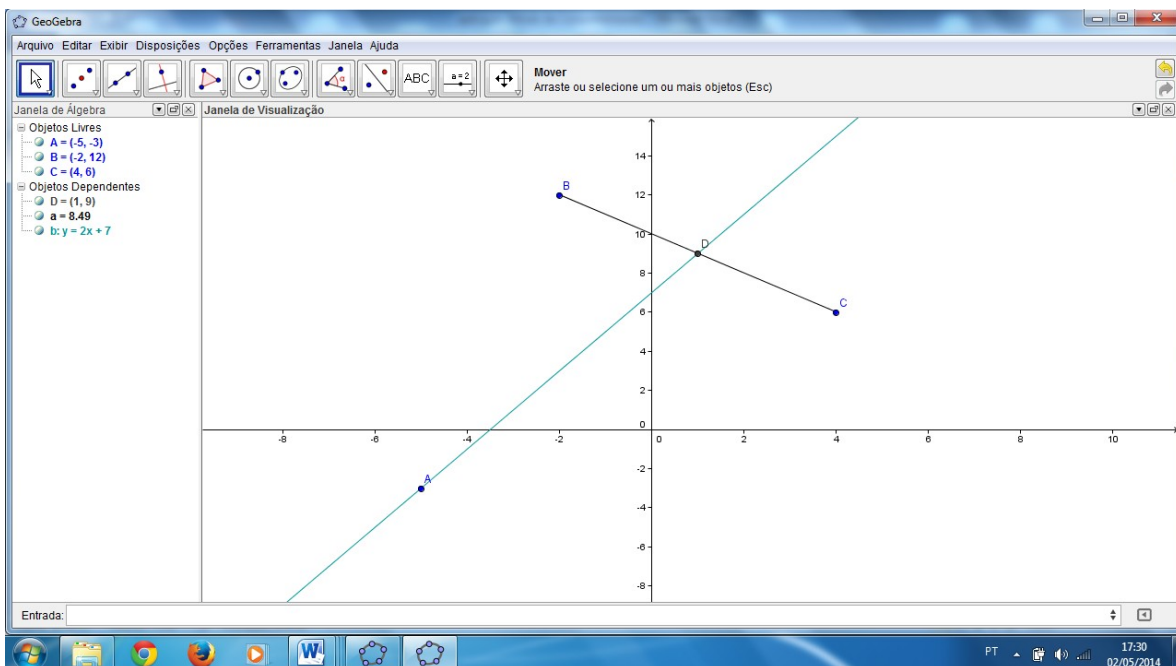 GeoGebra
Arquivo Editar Exibir Disposições Opções Ferramentas Janela Ajuda
ABC
a=2
Mover
Arraste ou selecione um ou mais objetos (Esc)
Janela de Álgebra
Janela de Visualização
Objetos Livres
A = (-5, -3)
B = (-2, 12)
C = (4, 6)
Objetos Dependentes
D = (1, 9)
a = 8.49
b: y = 2x + 7
14
12
10
8
6
4
2
0
-2
-4
-6
-8
-8 -6 -4 -2 0 2 4 6 8 10
B
D
C
A
Entrada:
PT
17:30
02/05/2014